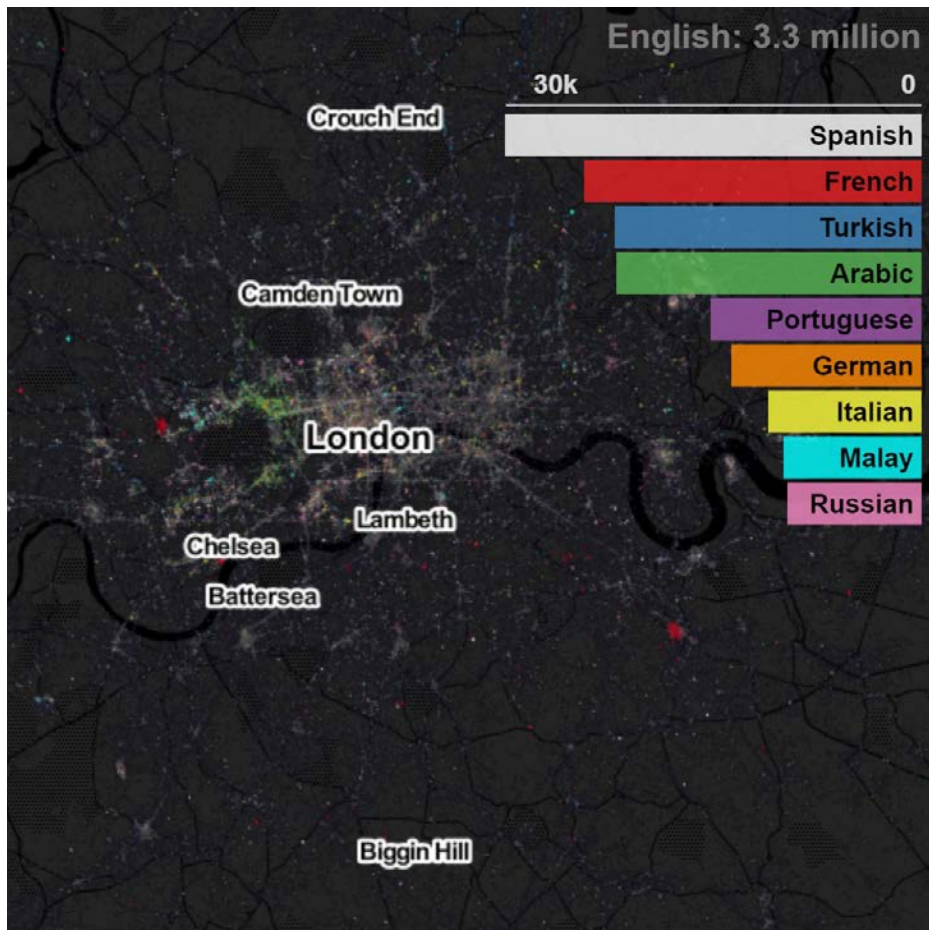 English: 3.3 million
30k 0
Crouch End
Spanish
French
Turkish
Camden Town
Arabic
Portuguese
German
Italian
London
Malay
Russian
Lambeth
Chelsea
Battersea
Biggin Hill